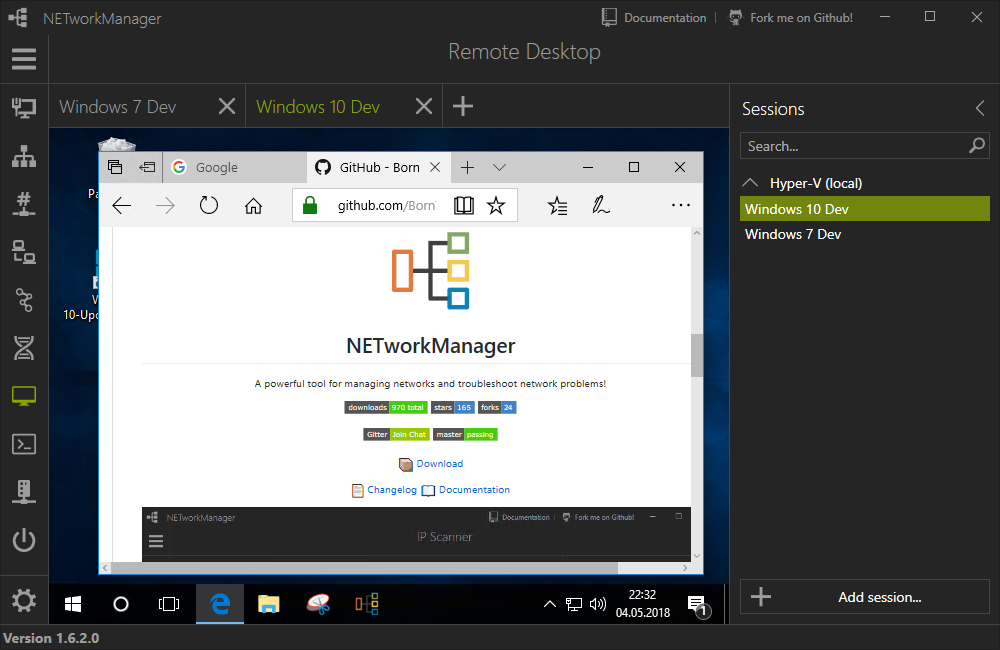 NETworkManager
Documentation
Fork me on Github!
Remote Desktop
Windows 7 Dev
Windows 10 Dev
Google
GitHub - Born
github.com/Born
10-Upd
NETworkManager
A powerful tool for managing networks and troubleshoot network problems!
downloads 970 total stars 165 forks 24
Gitter Join Chat master passing
Download
Changelog Documentation
NETworkManager
Documentation
Fork me on Github!
IP Scanner
22:32
04.05.2018
1
Sessions
Search...
Hyper-V (local)
Windows 10 Dev
Windows 7 Dev
Add session...
Version 1.6.2.0